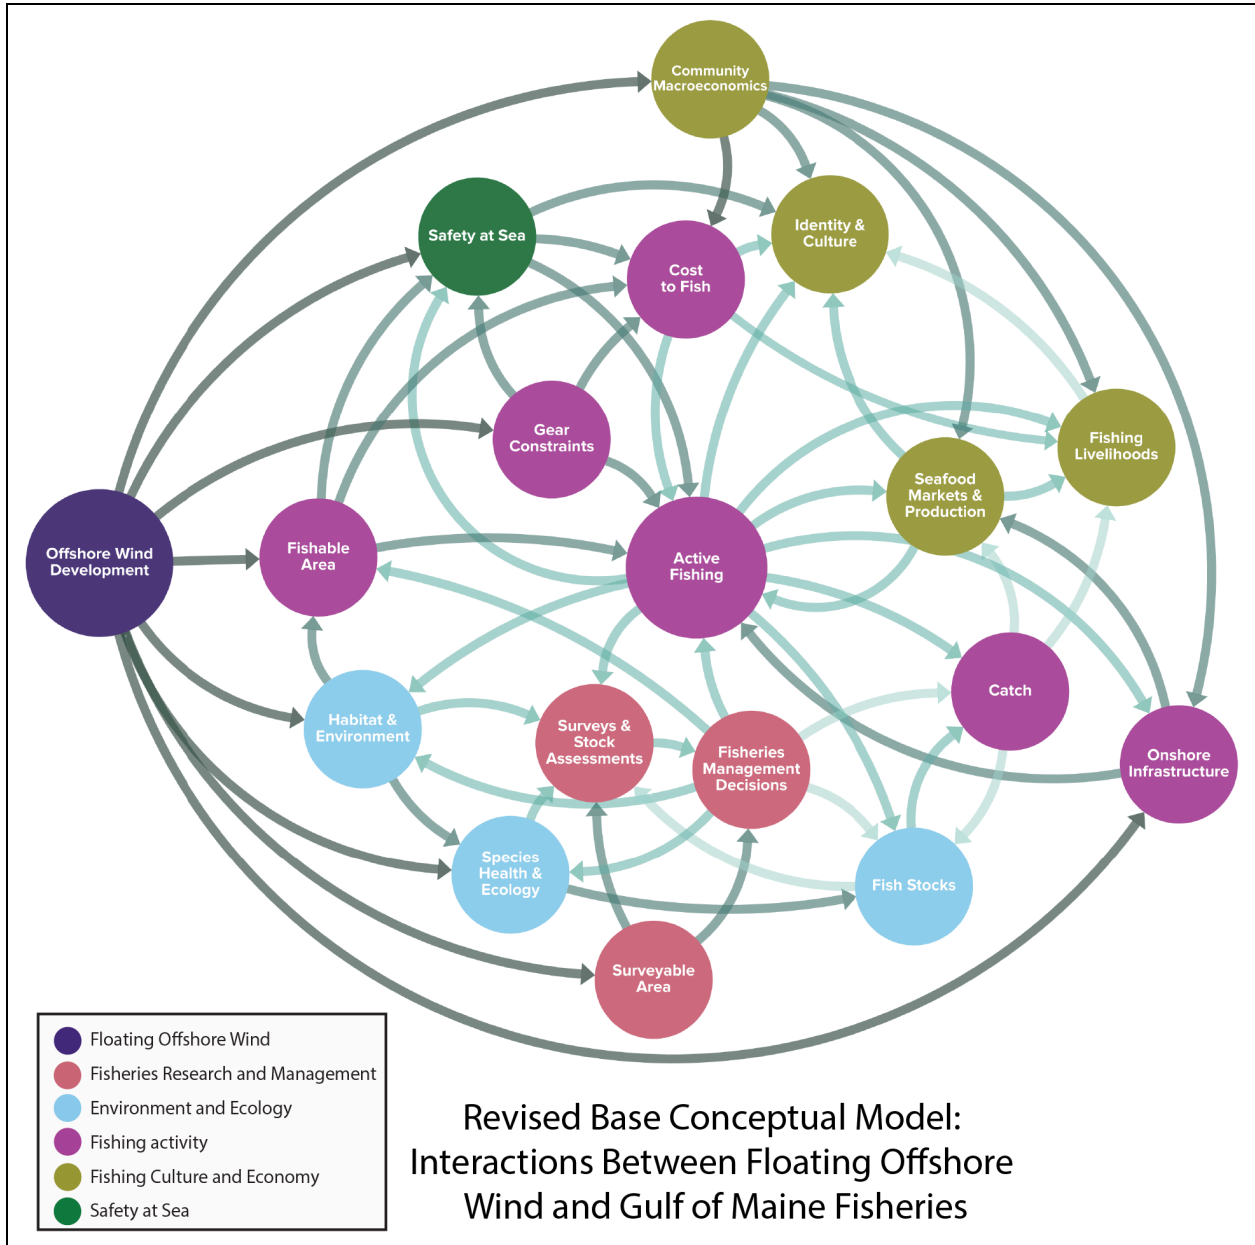 Community
Macroeconomics
Safety at Sea
Identity &
Culture
Cost
to Fish
Gear
Constraints
Fishing
Livelihoods
Seafood
Markets &
Production
Offshore Wind
Development
Fishable
Area
Active
Fishing
Catch
Habitat &
Environment
Surveys &
Stock
Assessments
Fisheries
Management
Decisions
Onshore
Infrastructure
Species
Health &
Ecology
Fish Stocks
Surveyable
Area
Floating Offshore Wind
Fisheries Research and Management
Environment and Ecology
Fishing activity
Fishing Culture and Economy
Safety at Sea
Revised Base Conceptual Model:
Interactions Between Floating Offshore
Wind and Gulf of Maine Fisheries